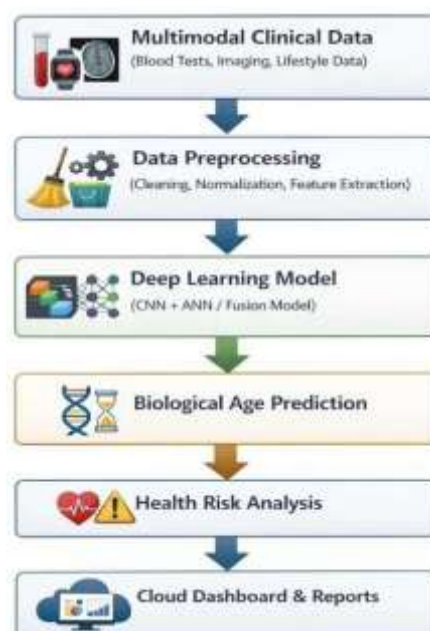 Multimodal Clinical Data
(Blood Tests, Imaging, Lifestyle Data)
Data Preprocessing
(Cleaning, Normalization, Feature Extraction)
Deep Learning Model
(CNN + ANN / Fusion Model)
Biological Age Prediction
Health Risk Analysis
Cloud Dashboard & Reports